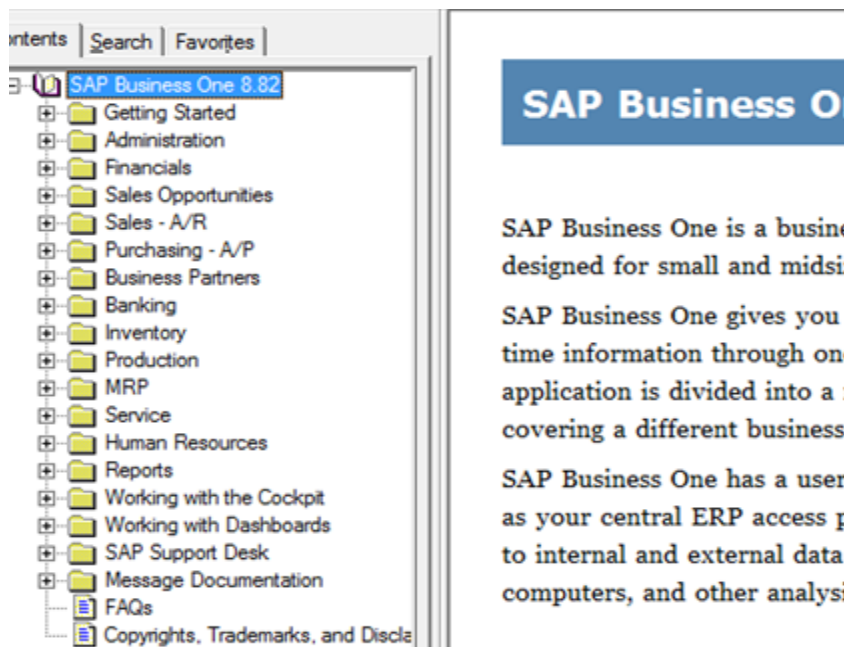 ontents Search Favorites
SAP Business One 8.82
Getting Started
Administration
Financials
Sales Opportunities
Sales - A/R
Purchasing - A/P
Business Partners
Banking
Inventory
Production
MRP
Service
Human Resources
Reports
Working with the Cockpit
Working with Dashboards
SAP Support Desk
Message Documentation
FAQs
Copyrights, Trademarks, and Discla
SAP Business O
SAP Business One is a busine
designed for small and midsi
SAP Business One gives you
time information through on
application is divided into a
covering a different business
SAP Business One has a user
as your central ERP access p
to internal and external data
computers, and other analysi